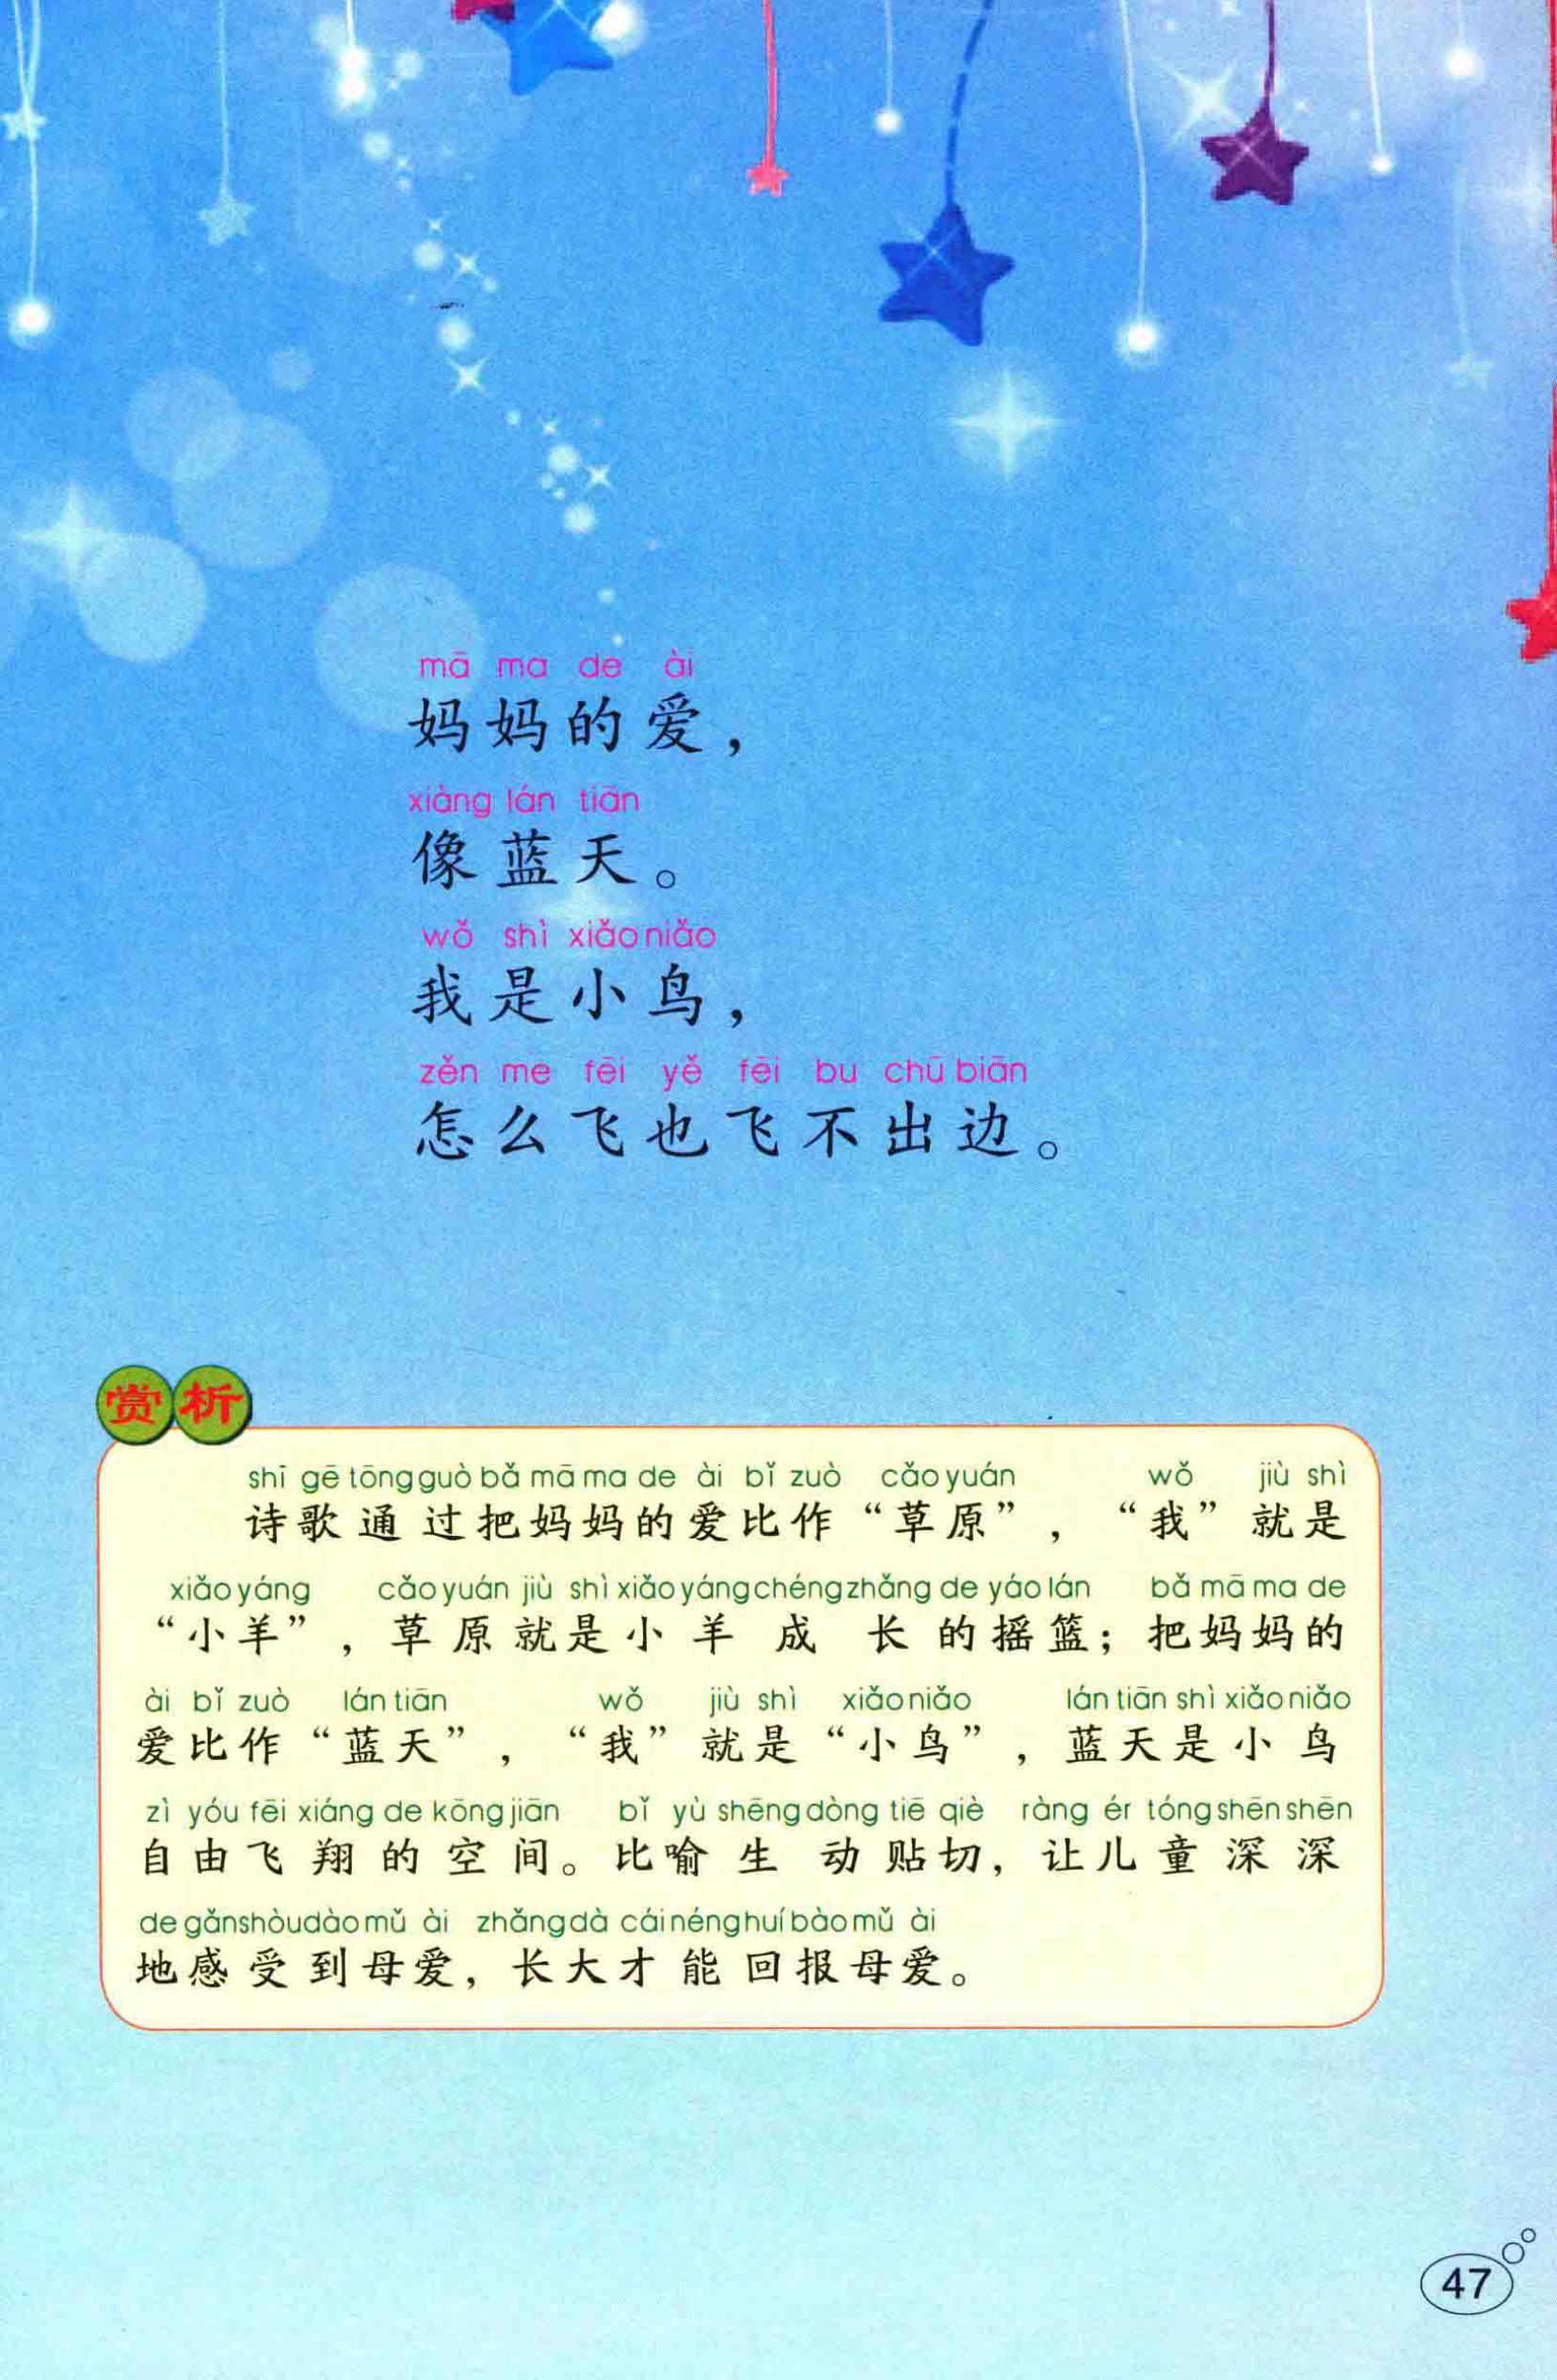 mā ma de ài
妈妈的爱，
xiàng lán tiān
像蓝天。
wǒ shì xiǎo niǎo
我是小鸟，
zěn me fēi yě fēi bu chū biān
怎么飞也飞不出边。
赏析
shī gē tōng guò bǎ mā ma de ài bǐ zuò cǎo yuán wǒ jiù shì
诗歌通过把妈妈的爱比作“草原”，“我”就是
xiǎo yáng cǎo yuán jiù shì xiǎo yáng chéng zhǎng de yáo lán bǎ mā ma de
“小羊”，草原就是小羊成长的摇篮；把妈妈的
ài bǐ zuò lán tiān wǒ jiù shì xiǎo niǎo lán tiān shì xiǎo niǎo
爱比作“蓝天”，“我”就是“小鸟”，蓝天是小鸟
zì yóu fēi xiáng de kōng jiān bǐ yù shēng dòng tiē qiè ràng ér tóng shēn shēn
自由飞翔的空间。比喻生动贴切，让儿童深深
de gǎn shòu dào mǔ ài zhǎng dà cái néng huí bào mǔ ài
地感受到母爱，长大才能回报母爱。
47